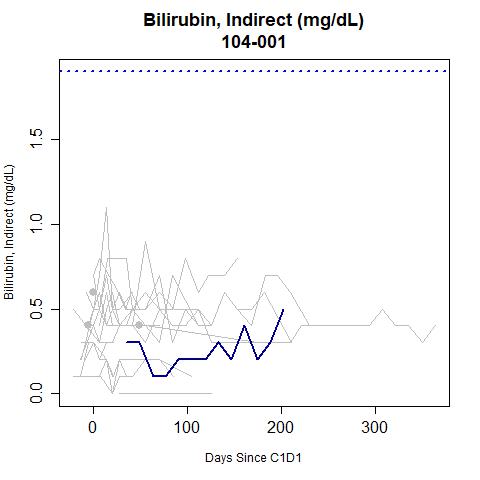 Bilirubin, Indirect (mg/dL)
104-001
Bilirubin, Indirect (mg/dL)
1.5
1.0
0.5
0.0
0 100 200 300
Days Since C1D1